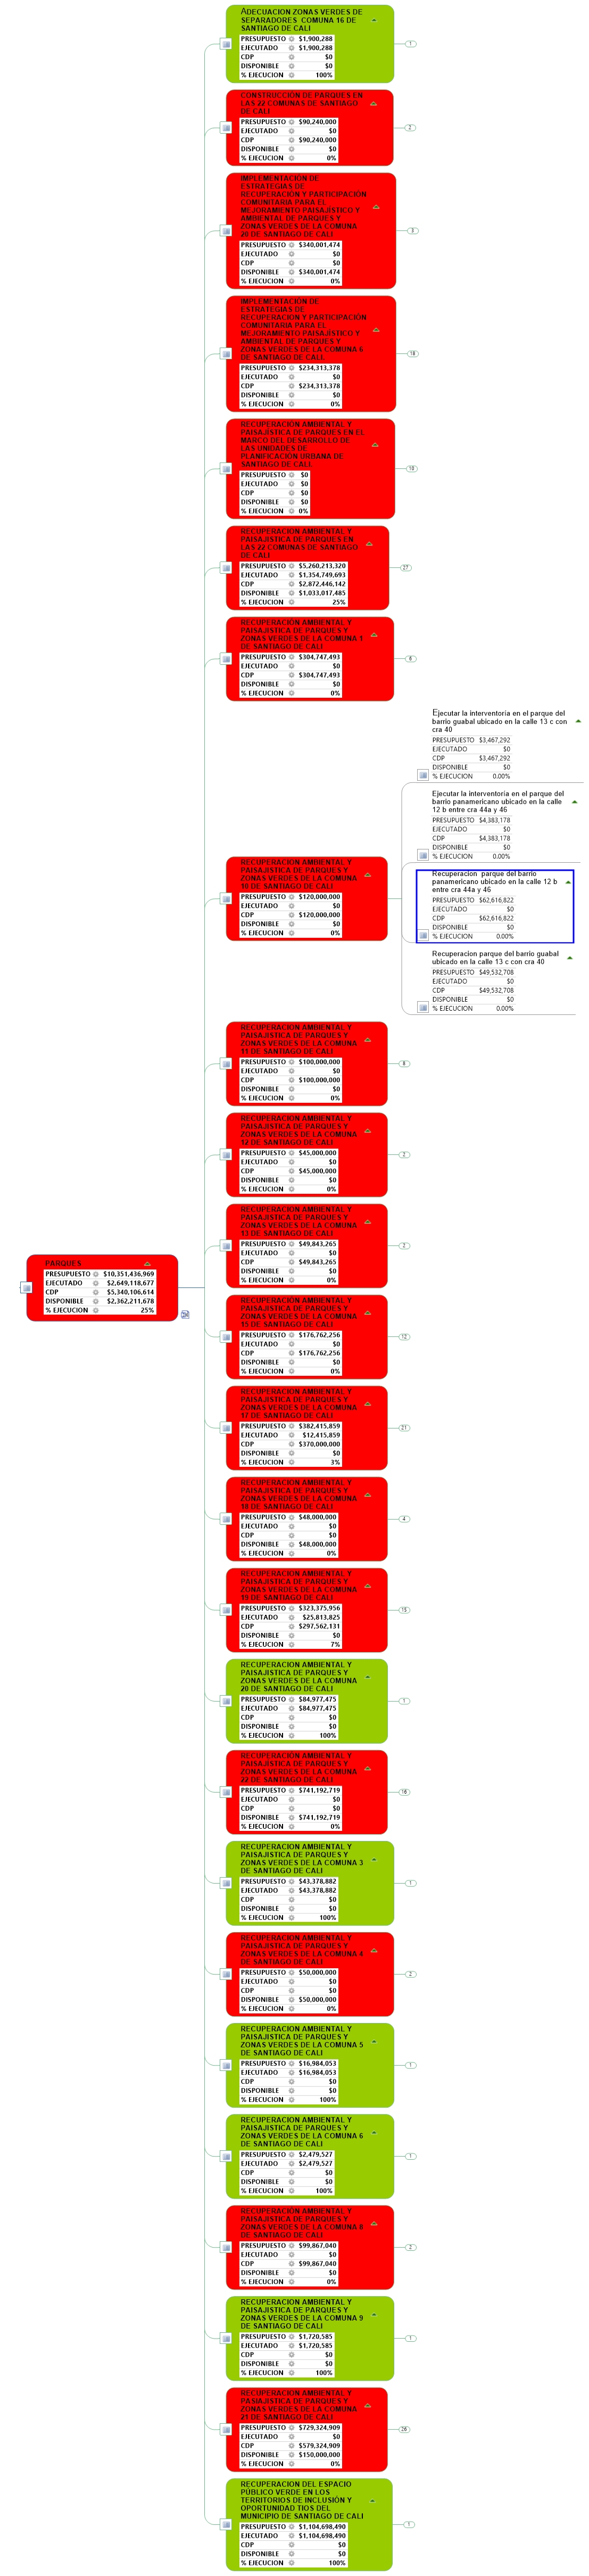 PARQUES
PRESUPUESTO $10,351,436,969
EJECUTADO $2,649,118,677
CDP $5,340,106,614
DISPONIBLE $2,362,211,678
% EJECUCION 25%
ADECUACION ZONAS VERDES DE
SEPARADORES COMUNA 16 DE
SANTIAGO DE CALI
PRESUPUESTO $1,900,288
EJECUTADO $1,900,288
CDP $0
DISPONIBLE $0
% EJECUCION 100%
1
CONSTRUCCIÓN DE PARQUES EN
LAS 22 COMUNAS DE SANTIAGO
DE CALI
PRESUPUESTO $90,240,000
EJECUTADO $0
CDP $90,240,000
DISPONIBLE $0
% EJECUCION 0%
2
IMPLEMENTACIÓN DE
ESTRATEGIAS DE
RECUPERACIÓN Y PARTICIPACIÓN
COMUNITARIA PARA EL
MEJORAMIENTO PAISAJÍSTICO Y
AMBIENTAL DE PARQUES Y
ZONAS VERDES DE LA COMUNA
20 DE SANTIAGO DE CALI
PRESUPUESTO $340,001,474
EJECUTADO $0
CDP $0
DISPONIBLE $340,001,474
% EJECUCION 0%
3
IMPLEMENTACIÓN DE
ESTRATEGIAS DE
RECUPERACIÓN Y PARTICIPACIÓN
COMUNITARIA PARA EL
MEJORAMIENTO PAISAJÍSTICO Y
AMBIENTAL DE PARQUES Y
ZONAS VERDES DE LA COMUNA 6
DE SANTIAGO DE CALI.
PRESUPUESTO $234,313,378
EJECUTADO $0
CDP $234,313,378
DISPONIBLE $0
% EJECUCION 0%
18
RECUPERACIÓN AMBIENTAL Y
PAISAJÍSTICA DE PARQUES EN EL
MARCO DEL DESARROLLO DE
LAS UNIDADES DE
PLANIFICACIÓN URBANA DE
SANTIAGO DE CALI.
PRESUPUESTO $0
EJECUTADO $0
CDP $0
DISPONIBLE $0
% EJECUCION 0%
10
RECUPERACION AMBIENTAL Y
PAISAJISTICA DE PARQUES EN
LAS 22 COMUNAS DE SANTIAGO
DE CALI
PRESUPUESTO $5,260,213,320
EJECUTADO $1,354,749,693
CDP $2,872,446,142
DISPONIBLE $1,033,017,485
% EJECUCION 25%
27
RECUPERACION AMBIENTAL Y
PAISAJISTICA DE PARQUES Y
ZONAS VERDES DE LA COMUNA 1
DE SANTIAGO DE CALI
PRESUPUESTO $304,747,493
EJECUTADO $0
CDP $304,747,493
DISPONIBLE $0
% EJECUCION 0%
6
RECUPERACION AMBIENTAL Y
PAISAJISTICA DE PARQUES Y
ZONAS VERDES DE LA COMUNA
10 DE SANTIAGO DE CALI
PRESUPUESTO $120,000,000
EJECUTADO $0
CDP $120,000,000
DISPONIBLE $0
% EJECUCION 0%
Ejecutar la interventoria en el parque del
barrio guabal ubicado en la calle 13 c con
cra 40
PRESUPUESTO $3,467,292
EJECUTADO $0
CDP $3,467,292
DISPONIBLE $0
% EJECUCION 0.00%
Ejecutar la interventoria en el parque del
barrio panamericano ubicado en la calle
12 b entre cra 44a y 46
PRESUPUESTO $4,383,178
EJECUTADO $0
CDP $4,383,178
DISPONIBLE $0
% EJECUCION 0.00%
Recuperacion parque del barrio
panamericano ubicado en la calle 12 b
entre cra 44a y 46
PRESUPUESTO $62,616,822
EJECUTADO $0
CDP $62,616,822
DISPONIBLE $0
% EJECUCION 0.00%
Recuperacion parque del barrio guabal
ubicado en la calle 13 c con cra 40
PRESUPUESTO $49,532,708
EJECUTADO $0
CDP $49,532,708
DISPONIBLE $0
% EJECUCION 0.00%
RECUPERACION AMBIENTAL Y
PAISAJISTICA DE PARQUES Y
ZONAS VERDES DE LA COMUNA
11 DE SANTIAGO DE CALI
PRESUPUESTO $100,000,000
EJECUTADO $0
CDP $100,000,000
DISPONIBLE $0
% EJECUCION 0%
8
RECUPERACION AMBIENTAL Y
PAISAJISTICA DE PARQUES Y
ZONAS VERDES DE LA COMUNA
12 DE SANTIAGO DE CALI
PRESUPUESTO $45,000,000
EJECUTADO $0
CDP $45,000,000
DISPONIBLE $0
% EJECUCION 0%
2
RECUPERACION AMBIENTAL Y
PAISAJISTICA DE PARQUES Y
ZONAS VERDES DE LA COMUNA
13 DE SANTIAGO DE CALI
PRESUPUESTO $49,843,265
EJECUTADO $0
CDP $49,843,265
DISPONIBLE $0
% EJECUCION 0%
2
RECUPERACION AMBIENTAL Y
PAISAJISTICA DE PARQUES Y
ZONAS VERDES DE LA COMUNA
15 DE SANTIAGO DE CALI
PRESUPUESTO $176,762,256
EJECUTADO $0
CDP $176,762,256
DISPONIBLE $0
% EJECUCION 0%
12
RECUPERACION AMBIENTAL Y
PAISAJISTICA DE PARQUES Y
ZONAS VERDES DE LA COMUNA
17 DE SANTIAGO DE CALI
PRESUPUESTO $382,415,859
EJECUTADO $12,415,859
CDP $370,000,000
DISPONIBLE $0
% EJECUCION 3%
21
RECUPERACION AMBIENTAL Y
PAISAJISTICA DE PARQUES Y
ZONAS VERDES DE LA COMUNA
18 DE SANTIAGO DE CALI
PRESUPUESTO $48,000,000
EJECUTADO $0
CDP $0
DISPONIBLE $48,000,000
% EJECUCION 0%
4
RECUPERACION AMBIENTAL Y
PAISAJISTICA DE PARQUES Y
ZONAS VERDES DE LA COMUNA
19 DE SANTIAGO DE CALI
PRESUPUESTO $323,375,956
EJECUTADO $25,813,825
CDP $297,562,131
DISPONIBLE $0
% EJECUCION 7%
15
RECUPERACION AMBIENTAL Y
PAISAJISTICA DE PARQUES Y
ZONAS VERDES DE LA COMUNA
20 DE SANTIAGO DE CALI
PRESUPUESTO $84,977,475
EJECUTADO $84,977,475
CDP $0
DISPONIBLE $0
% EJECUCION 100%
1
RECUPERACION AMBIENTAL Y
PAISAJISTICA DE PARQUES Y
ZONAS VERDES DE LA COMUNA
22 DE SANTIAGO DE CALI
PRESUPUESTO $741,192,719
EJECUTADO $0
CDP $0
DISPONIBLE $741,192,719
% EJECUCION 0%
16
RECUPERACION AMBIENTAL Y
PAISAJISTICA DE PARQUES Y
ZONAS VERDES DE LA COMUNA 3
DE SANTIAGO DE CALI
PRESUPUESTO $43,378,882
EJECUTADO $43,378,882
CDP $0
DISPONIBLE $0
% EJECUCION 100%
1
RECUPERACION AMBIENTAL Y
PAISAJISTICA DE PARQUES Y
ZONAS VERDES DE LA COMUNA 4
DE SANTIAGO DE CALI
PRESUPUESTO $50,000,000
EJECUTADO $0
CDP $0
DISPONIBLE $50,000,000
% EJECUCION 0%
2
RECUPERACION AMBIENTAL Y
PAISAJISTICA DE PARQUES Y
ZONAS VERDES DE LA COMUNA 5
DE SANTIAGO DE CALI
PRESUPUESTO $16,984,053
EJECUTADO $16,984,053
CDP $0
DISPONIBLE $0
% EJECUCION 100%
1
RECUPERACION AMBIENTAL Y
PAISAJISTICA DE PARQUES Y
ZONAS VERDES DE LA COMUNA 6
DE SANTIAGO DE CALI
PRESUPUESTO $2,479,527
EJECUTADO $2,479,527
CDP $0
DISPONIBLE $0
% EJECUCION 100%
1
RECUPERACION AMBIENTAL Y
PAISAJISTICA DE PARQUES Y
ZONAS VERDES DE LA COMUNA 8
DE SANTIAGO DE CALI
PRESUPUESTO $99,867,040
EJECUTADO $0
CDP $99,867,040
DISPONIBLE $0
% EJECUCION 0%
2
RECUPERACION AMBIENTAL Y
PAISAJISTICA DE PARQUES Y
ZONAS VERDES DE LA COMUNA 9
DE SANTIAGO DE CALI
PRESUPUESTO $1,720,585
EJECUTADO $1,720,585
CDP $0
DISPONIBLE $0
% EJECUCION 100%
1
RECUPERACION AMBIENTAL Y
PASIAJISTICA DE PARQUES Y
ZONAS VERDES DE LA COMUNA
21 DE SANTIAGO DE CALI
PRESUPUESTO $729,324,909
EJECUTADO $0
CDP $579,324,909
DISPONIBLE $150,000,000
% EJECUCION 0%
26
RECUPERACION DEL ESPACIO
PÚBLICO VERDE EN LOS
TERRITORIOS DE INCLUSIÓN Y
OPORTUNIDAD TIOS DEL
MUNICIPIO DE SANTIAGO DE CALI
PRESUPUESTO $1,104,698,490
EJECUTADO $1,104,698,490
CDP $0
DISPONIBLE $0
% EJECUCION 100%
1